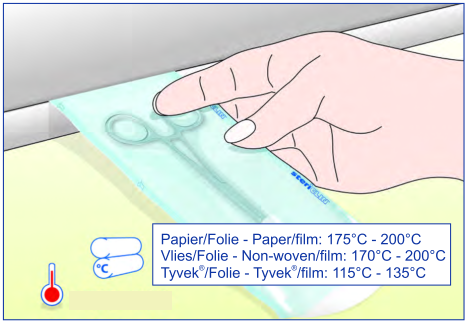 steriCLIN
°C
Papier/Folie - Paper/film: 175°C - 200°C
Vlies/Folie - Non-woven/film: 170°C - 200°C
Tyvek®/Folie - Tyvek®/film: 115°C - 135°C